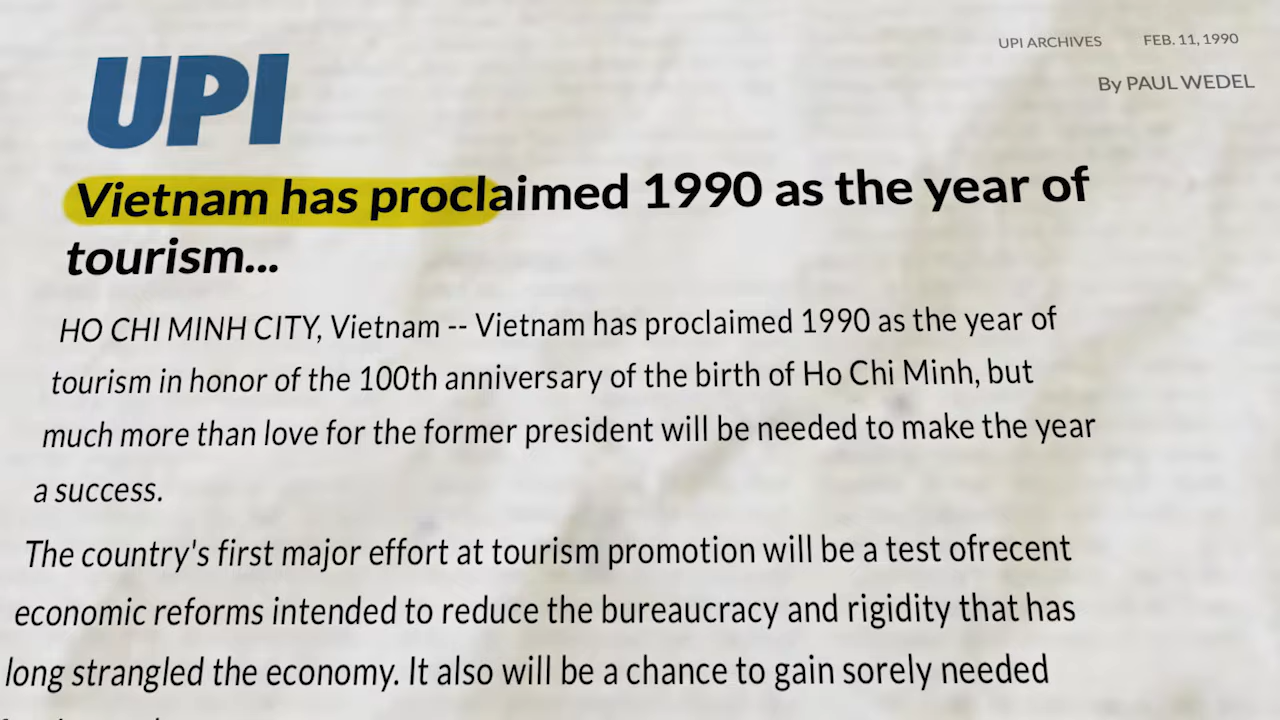 UPI ARCHIVES FEB. 11, 1990
By PAUL WEDEL
UPI
Vietnam has proclaimed 1990 as the year of
tourism...
HO CHI MINH CITY, Vietnam -- Vietnam has proclaimed 1990 as the year of
tourism in honor of the 100th anniversary of the birth of Ho Chi Minh, but
much more than love for the former president will be needed to make the year
a success.
The country's first major effort at tourism promotion will be a test ofrecent
economic reforms intended to reduce the bureaucracy and rigidity that has
long strangled the economy. It also will be a chance to gain sorely needed